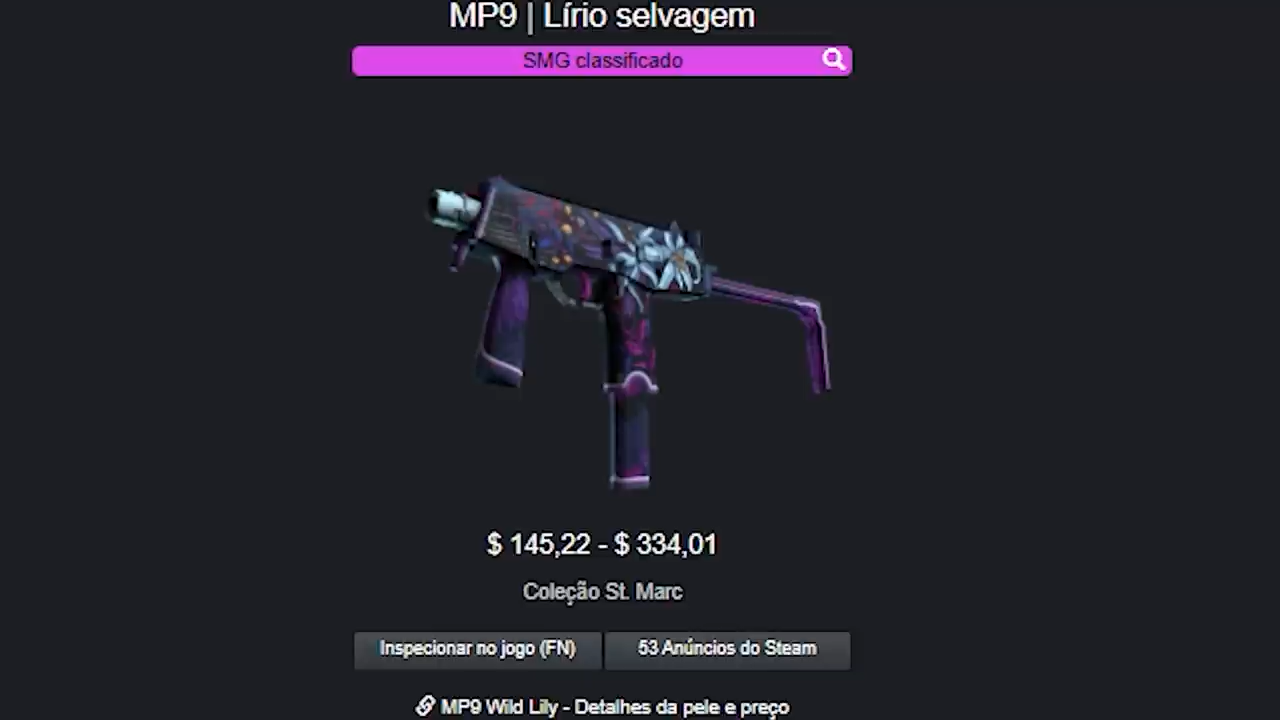 MP9 | Lírio selvagem
SMG classificado
$ 145,22 - $ 334,01
Coleção St. Marc
Inspecionar no jogo (FN)
53 Anúncios do Steam
MP9 Wild Lily - Detalhes da pele e preço